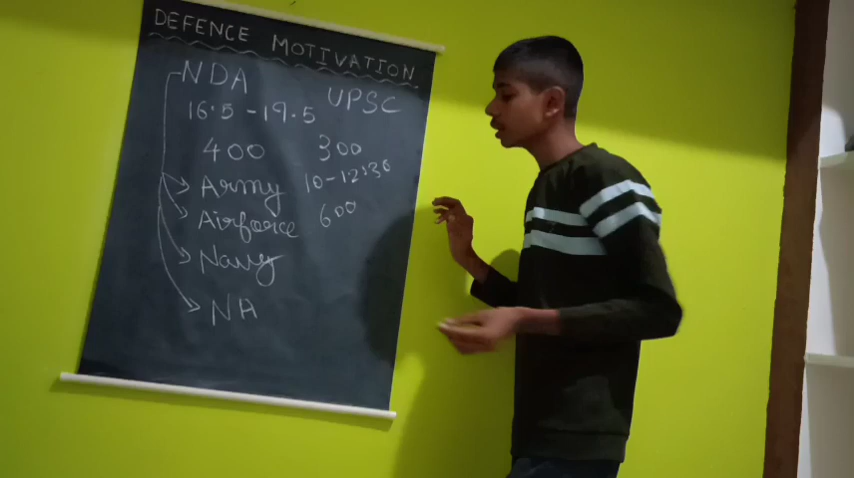 DEFENCE MOTIVATION
NDA UPSC
16.5 - 19.5
400 300
Army 10-12:30
Airforce 600
Navy
NA